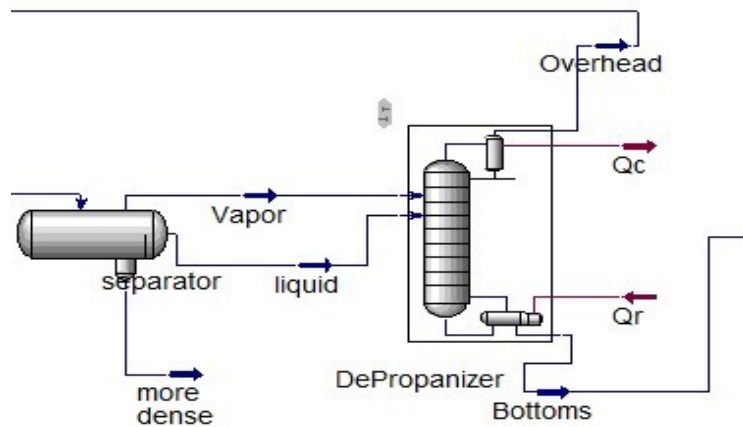 Overhead
Qc
Vapor
separator
liquid
Qr
DePropanizer
more
dense
Bottoms